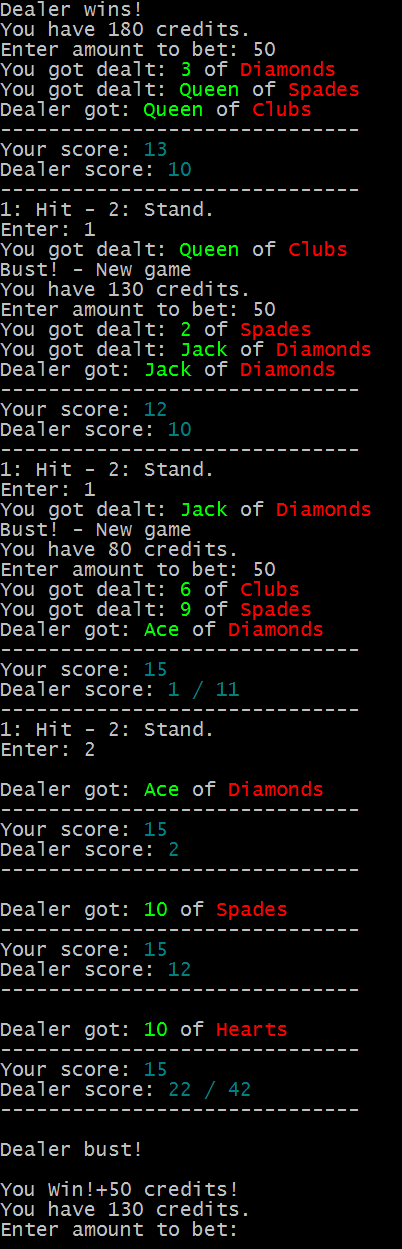 Dealer wins!
You have 180 credits.
Enter amount to bet: 50
You got dealt: 3 of Diamonds
You got dealt: Queen of Spades
Dealer got: Queen of Clubs
------------------------------
Your score: 13
Dealer score: 10
------------------------------
1: Hit - 2: Stand.
Enter: 1
You got dealt: Queen of Clubs
Bust! - New game
You have 130 credits.
Enter amount to bet: 50
You got dealt: 2 of Spades
You got dealt: Jack of Diamonds
Dealer got: Jack of Diamonds
------------------------------
Your score: 12
Dealer score: 10
------------------------------
1: Hit - 2: Stand.
Enter: 1
You got dealt: Jack of Diamonds
Bust! - New game
You have 80 credits.
Enter amount to bet: 50
You got dealt: 6 of Clubs
You got dealt: 9 of Spades
Dealer got: Ace of Diamonds
------------------------------
Your score: 15
Dealer score: 1 / 11
------------------------------
1: Hit - 2: Stand.
Enter: 2
Dealer got: Ace of Diamonds
------------------------------
Your score: 15
Dealer score: 2
------------------------------
Dealer got: 10 of Spades
------------------------------
Your score: 15
Dealer score: 12
------------------------------
Dealer got: 10 of Hearts
------------------------------
Your score: 15
Dealer score: 22 / 42
------------------------------
Dealer bust!
You Win!+50 credits!
You have 130 credits.
Enter amount to bet: